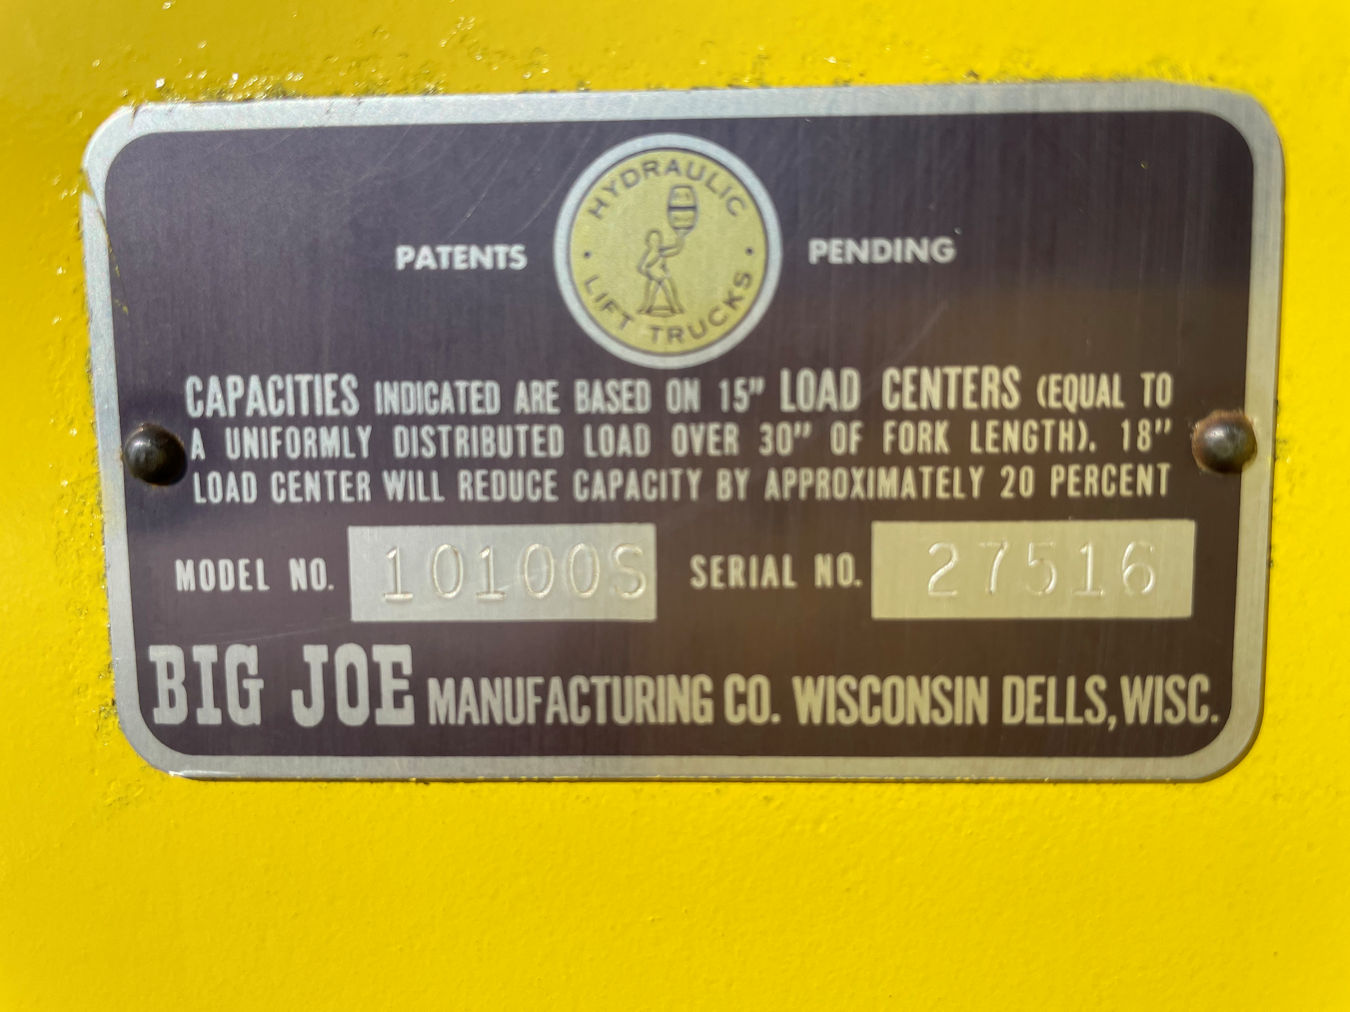 HYDRAULIC
PATENTS PENDING
LIFT TRUCKS
CAPACITIES INDICATED ARE BASED ON 15" LOAD CENTERS (EQUAL TO
A UNIFORMLY DISTRIBUTED LOAD OVER 30" OF FORK LENGTH). 18"
LOAD CENTER WILL REDUCE CAPACITY BY APPROXIMATELY 20 PERCENT
MODEL NO. 10100S SERIAL NO. 27516
BIG JOE MANUFACTURING CO. WISCONSIN DELLS, WISC.